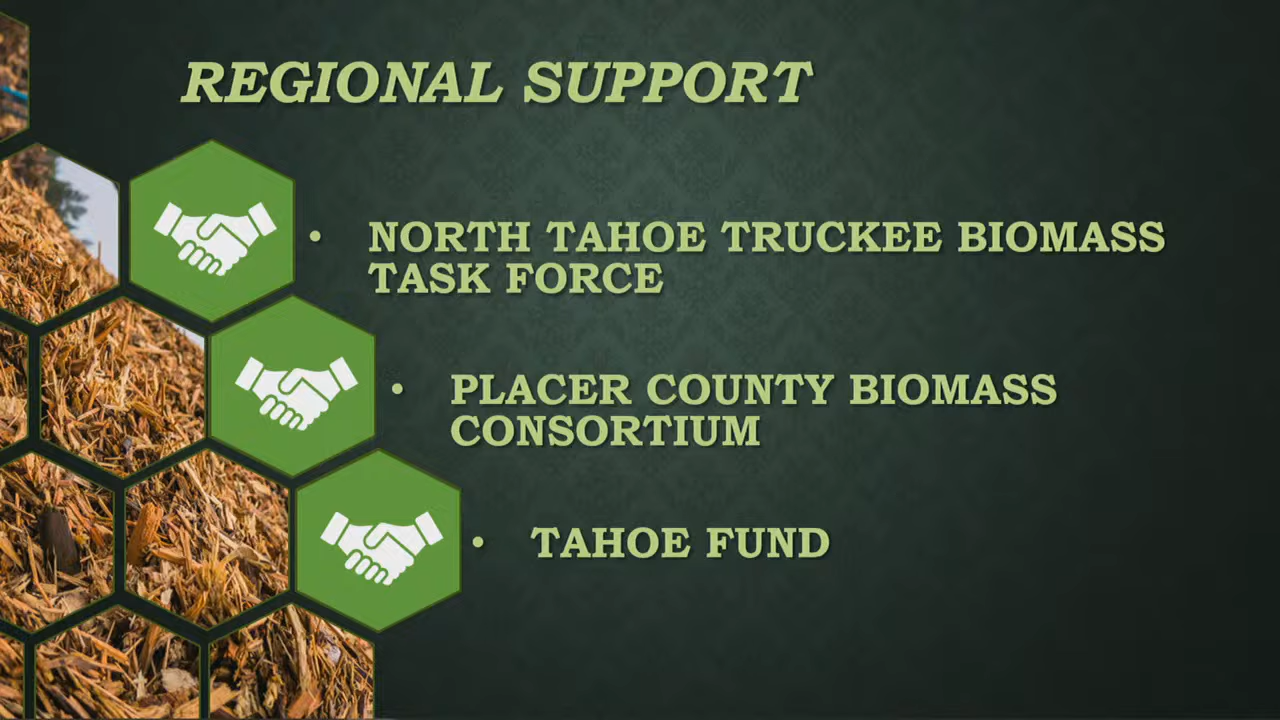 REGIONAL SUPPORT
• NORTH TAHOE TRUCKEE BIOMASS
TASK FORCE
• PLACER COUNTY BIOMASS
CONSORTIUM
• TAHOE FUND